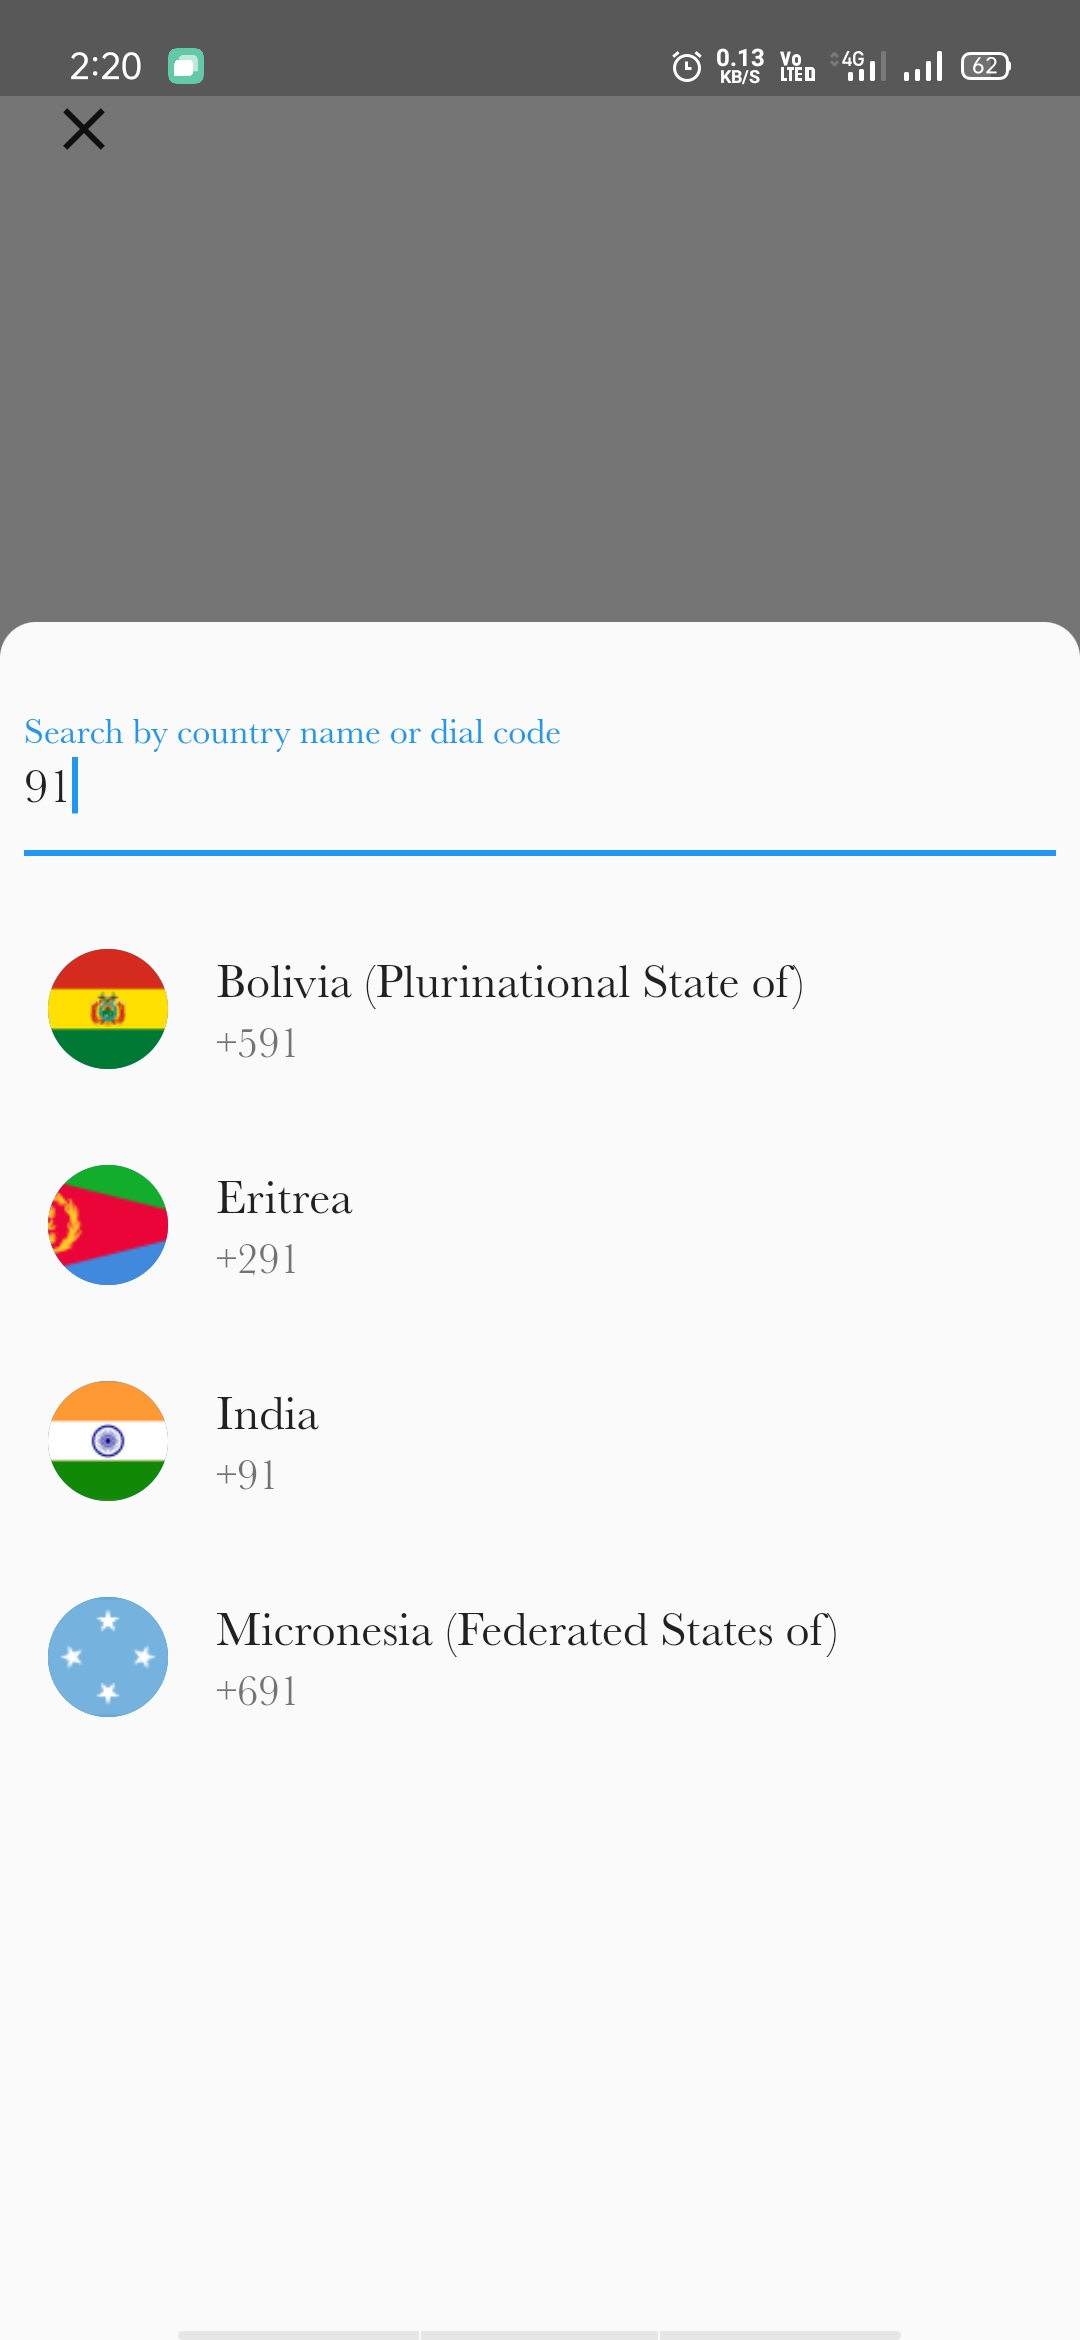 2:20
0.13
KB/S
Vo
LTE D
4G
62
Search by country name or dial code
91
Bolivia (Plurinational State of)
+591
Eritrea
+291
India
+91
Micronesia (Federated States of)
+691